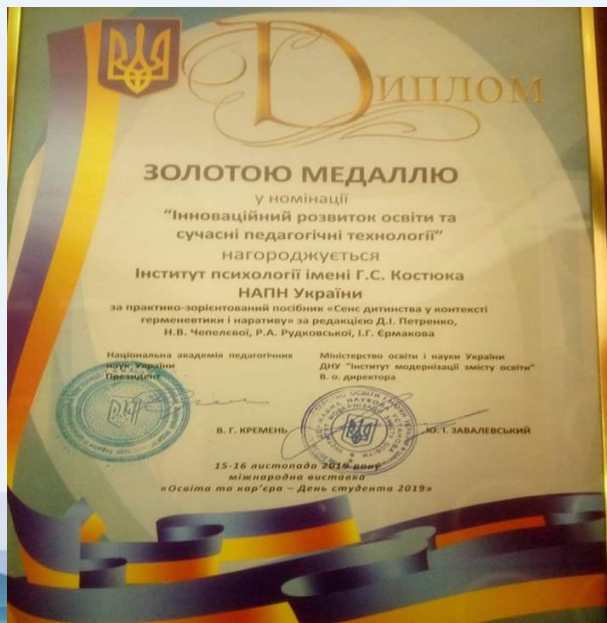 Диплом
ЗОЛОТОЮ МЕДАЛЛЮ
у номінації
“Інноваційний розвиток освіти та
сучасні педагогічні технології”
нагороджується
Інститут психології імені Г.С. Костюка
НАПН України
за практико-зорієнтований посібник «Сенс дитинства у контексті
герменевтики і наративу» за редакцією Д.І. Петренко,
Н.В. Чепелєвої, Р.А. Рудковської, І.Г. Єрмакова
Національна академія педагогічних
наук України
Президент
Міністерство освіти і науки України
ДНУ "Інститут модернізації змісту освіти"
В. о. директора
В. Г. КРЕМЕНЬ
Ю. І. ЗАВАЛЕВСЬКИЙ
15-16 листопада 2019 року
міжнародна виставка
«Освіта та кар’єра – День студента 2019»